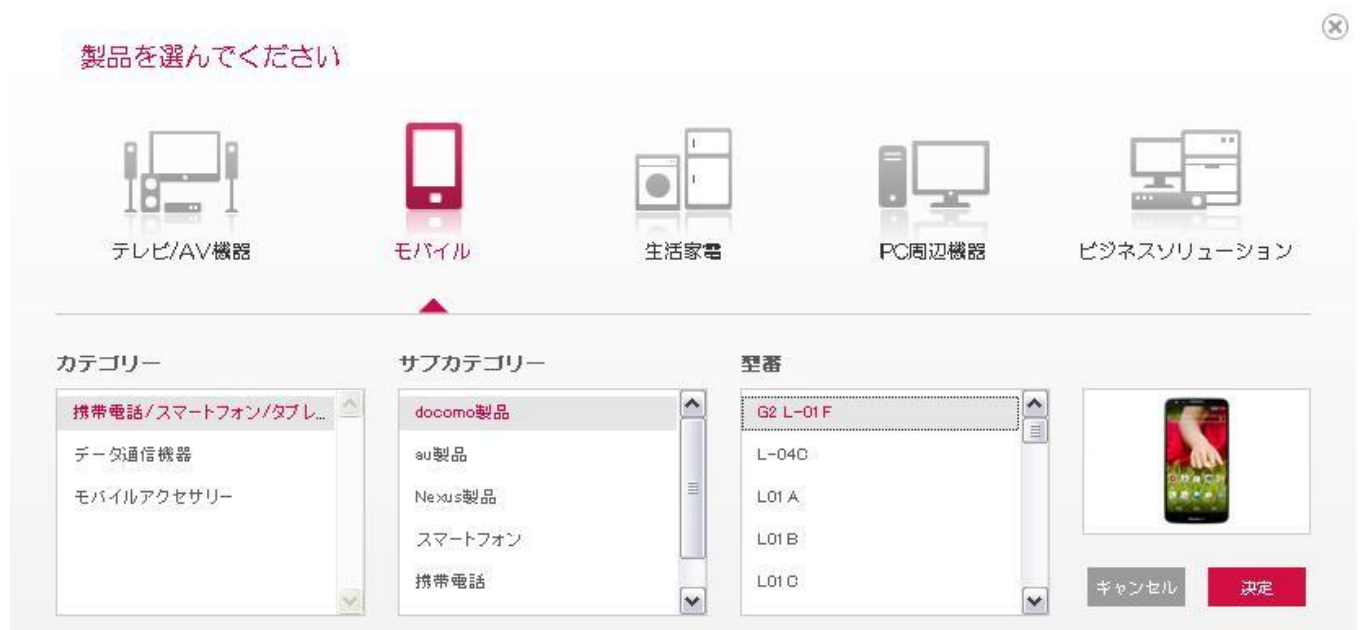 製品を選んでください
テレビ/AV機器
モバイル
生活家電
PC周辺機器
ビジネスソリューション
カテゴリー
携帯電話/スマートフォン/タブレ...
データ通信機器
モバイルアクセサリー
サブカテゴリー
docomo製品
au製品
Nexus製品
スマートフォン
携帯電話
型番
G2 L-01F
L-04C
L01A
L01B
L01C
キャンセル
決定